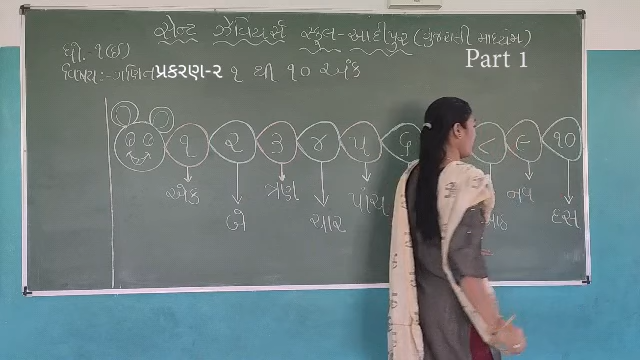 સેન્ટ ઝેવિયર્સ સ્કુલ-આદીપુર (ગુજરાતી માધ્યમ)
ધો. ૧(ઈ)
Part 1
વિષય:-ગણિત પ્રકરણ-૨ ૧ થી ૧૦ અંક
૧ ૨ ૩ ૪ ૫ ૬ ૮ ૯ ૧૦
એક ત્રણ પાંચ નવ
બે ચાર આઠ દસ